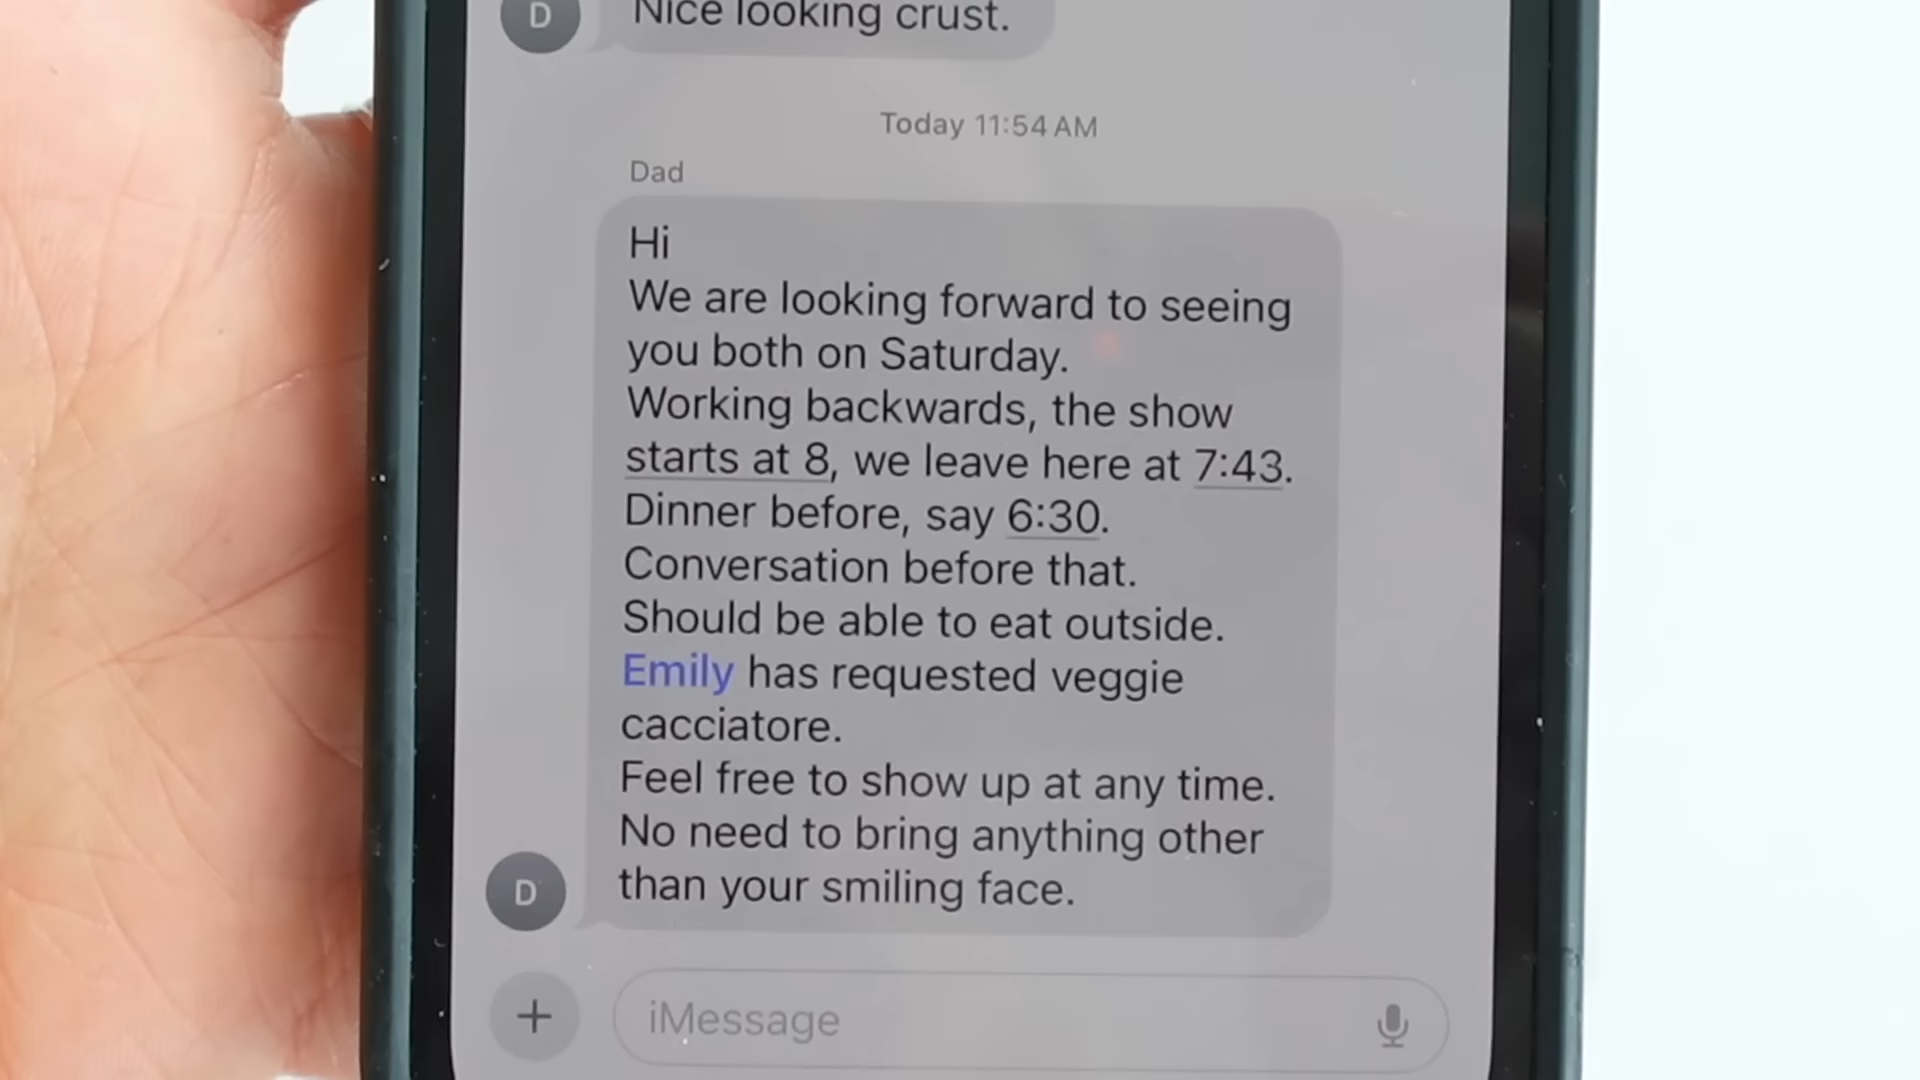 D
Nice looking crust.
Today 11:54 AM
Dad
Hi
We are looking forward to seeing
you both on Saturday.
Working backwards, the show
starts at 8, we leave here at 7:43.
Dinner before, say 6:30.
Conversation before that.
Should be able to eat outside.
Emily has requested veggie
cacciatore.
Feel free to show up at any time.
No need to bring anything other
than your smiling face.
D
+
iMessage